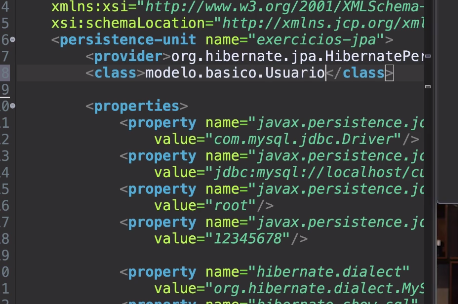 4 xmlns:xsi="http://www.w3.org/2001/XMLSchema-
5 xsi:schemaLocation="http://xmlns.jcp.org/xml
6 <persistence-unit name="exercicios-jpa">
7 <provider>org.hibernate.jpa.HibernatePer
8 <class>modelo.basico.Usuario</class>
9
0 <properties>
1 <property name="javax.persistence.jd
2 value="com.mysql.jdbc.Driver"/>
3 <property name="javax.persistence.jd
4 value="jdbc:mysql://localhost/cu
5 <property name="javax.persistence.jd
6 value="root"/>
7 <property name="javax.persistence.jd
8 value="12345678"/>
9
0 <property name="hibernate.dialect"
1 value="org.hibernate.dialect.MyS
2 <property name="hibernate.show_sql"